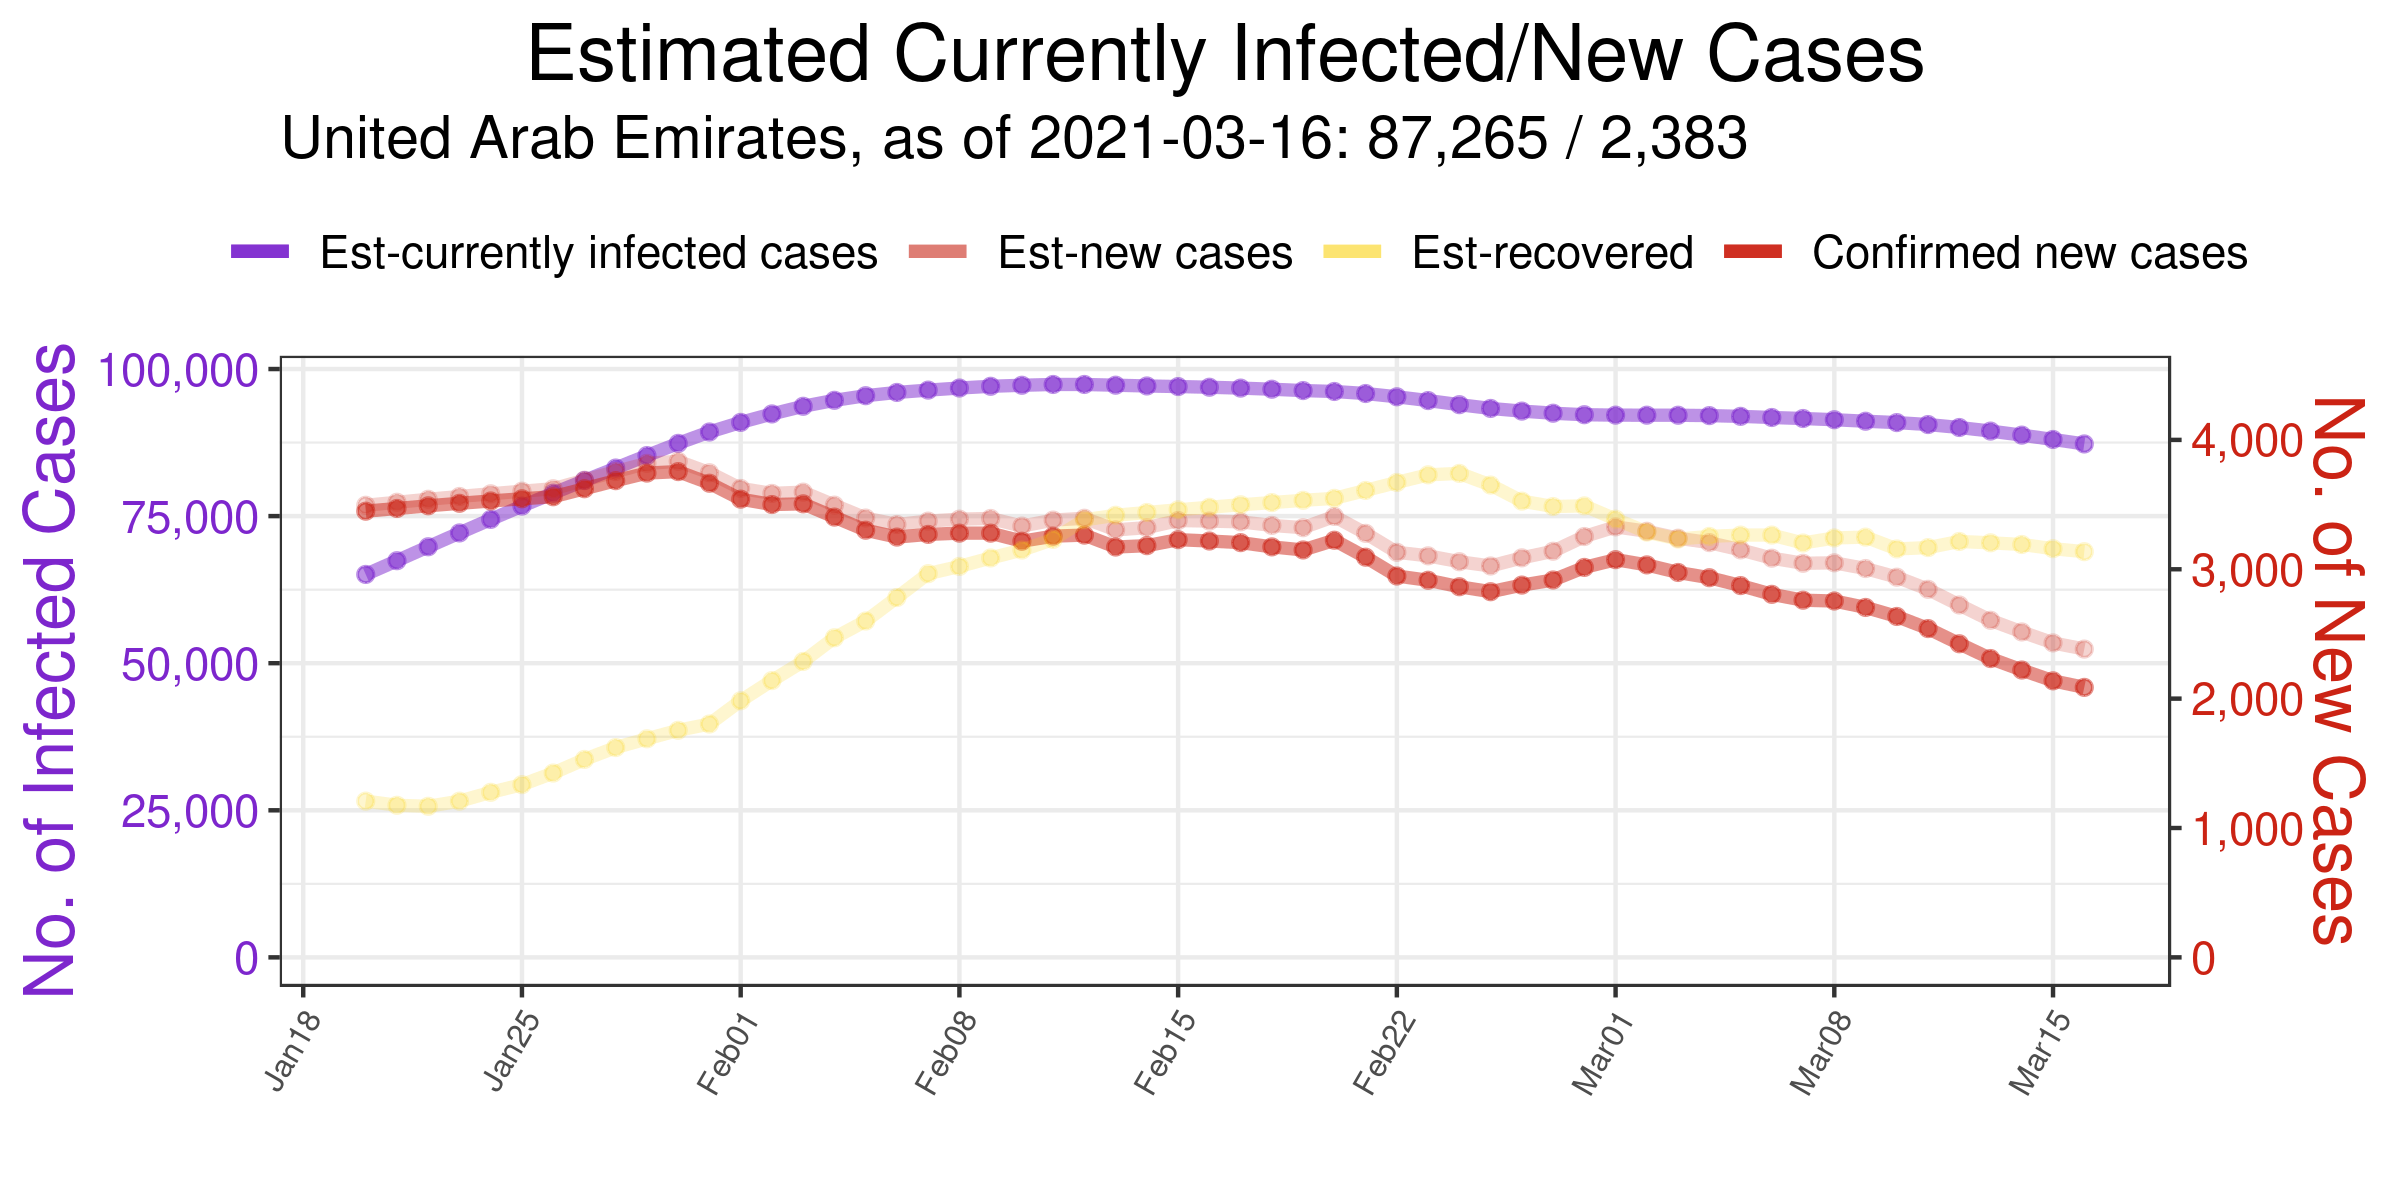 Estimated Currently Infected/New Cases
United Arab Emirates, as of 2021-03-16: 87,265 / 2,383
Est-currently infected cases Est-new cases Est-recovered Confirmed new cases
No. of Infected Cases
100,000
75,000
50,000
25,000
0
4,000
3,000
2,000
1,000
0
No. of New Cases
Jan18 Jan25 Feb01 Feb08 Feb15 Feb22 Mar01 Mar08 Mar15